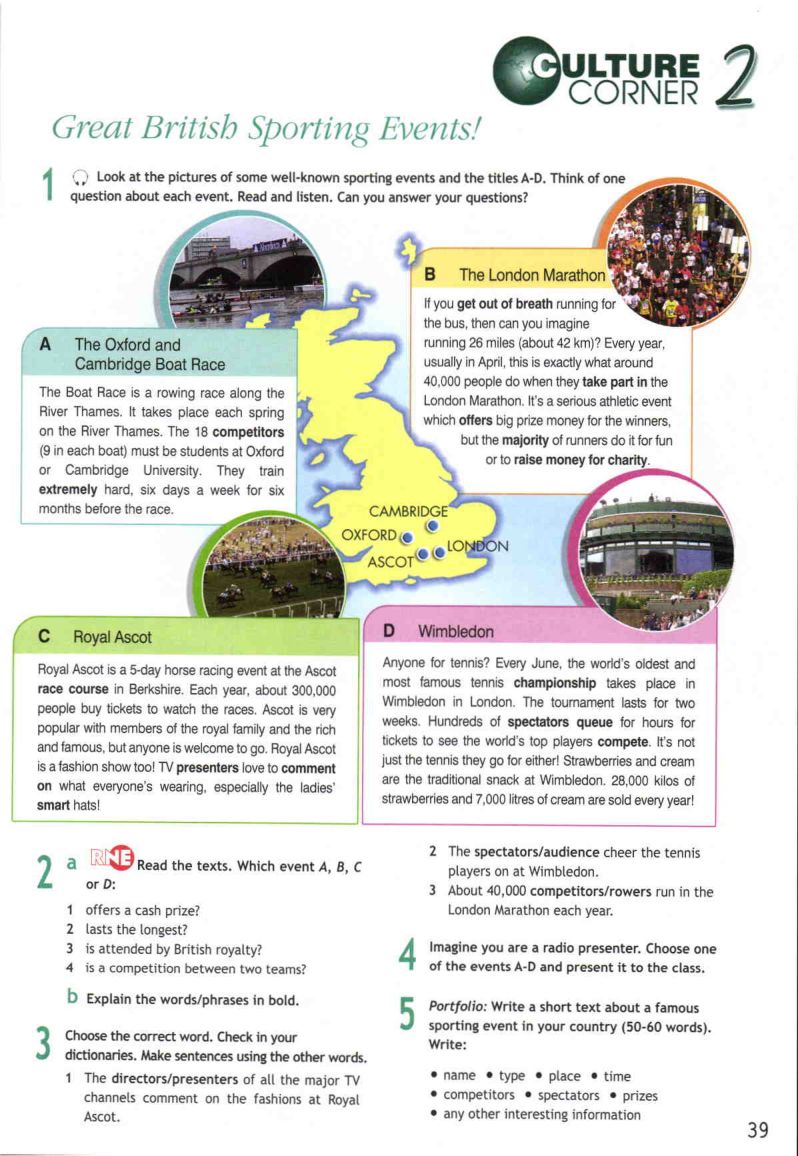 CULTURE
CORNER 2
Great British Sporting Events!
1 Look at the pictures of some well-known sporting events and the titles A-D. Think of one
question about each event. Read and listen. Can you answer your questions?
A The Oxford and
Cambridge Boat Race
The Boat Race is a rowing race along the
River Thames. It takes place each spring
on the River Thames. The 18 competitors
(9 in each boat) must be students at Oxford
or Cambridge University. They train
extremely hard, six days a week for six
months before the race.
B The London Marathon
If you get out of breath running for
the bus, then can you imagine
running 26 miles (about 42 km)? Every year,
usually in April, this is exactly what around
40,000 people do when they take part in the
London Marathon. It's a serious athletic event
which offers big prize money for the winners,
but the majority of runners do it for fun
or to raise money for charity.
CAMBRIDGE
OXFORD
LONDON
ASCOT
C Royal Ascot
Royal Ascot is a 5-day horse racing event at the Ascot
race course in Berkshire. Each year, about 300,000
people buy tickets to watch the races. Ascot is very
popular with members of the royal family and the rich
and famous, but anyone is welcome to go. Royal Ascot
is a fashion show too! TV presenters love to comment
on what everyone's wearing, especially the ladies'
smart hats!
D Wimbledon
Anyone for tennis? Every June, the world's oldest and
most famous tennis championship takes place in
Wimbledon in London. The tournament lasts for two
weeks. Hundreds of spectators queue for hours for
tickets to see the world's top players compete. It's not
just the tennis they go for either! Strawberries and cream
are the traditional snack at Wimbledon. 28,000 kilos of
strawberries and 7,000 litres of cream are sold every year!
2 a RNE Read the texts. Which event A, B, C
or D:
1 offers a cash prize?
2 lasts the longest?
3 is attended by British royalty?
4 is a competition between two teams?
b Explain the words/phrases in bold.
3 Choose the correct word. Check in your
dictionaries. Make sentences using the other words.
1 The directors/presenters of all the major TV
channels comment on the fashions at Royal
Ascot.
2 The spectators/audience cheer the tennis
players on at Wimbledon.
3 About 40,000 competitors/rowers run in the
London Marathon each year.
4 Imagine you are a radio presenter. Choose one
of the events A-D and present it to the class.
5 Portfolio: Write a short text about a famous
sporting event in your country (50-60 words).
Write:
• name • type • place • time
• competitors • spectators • prizes
• any other interesting information
39